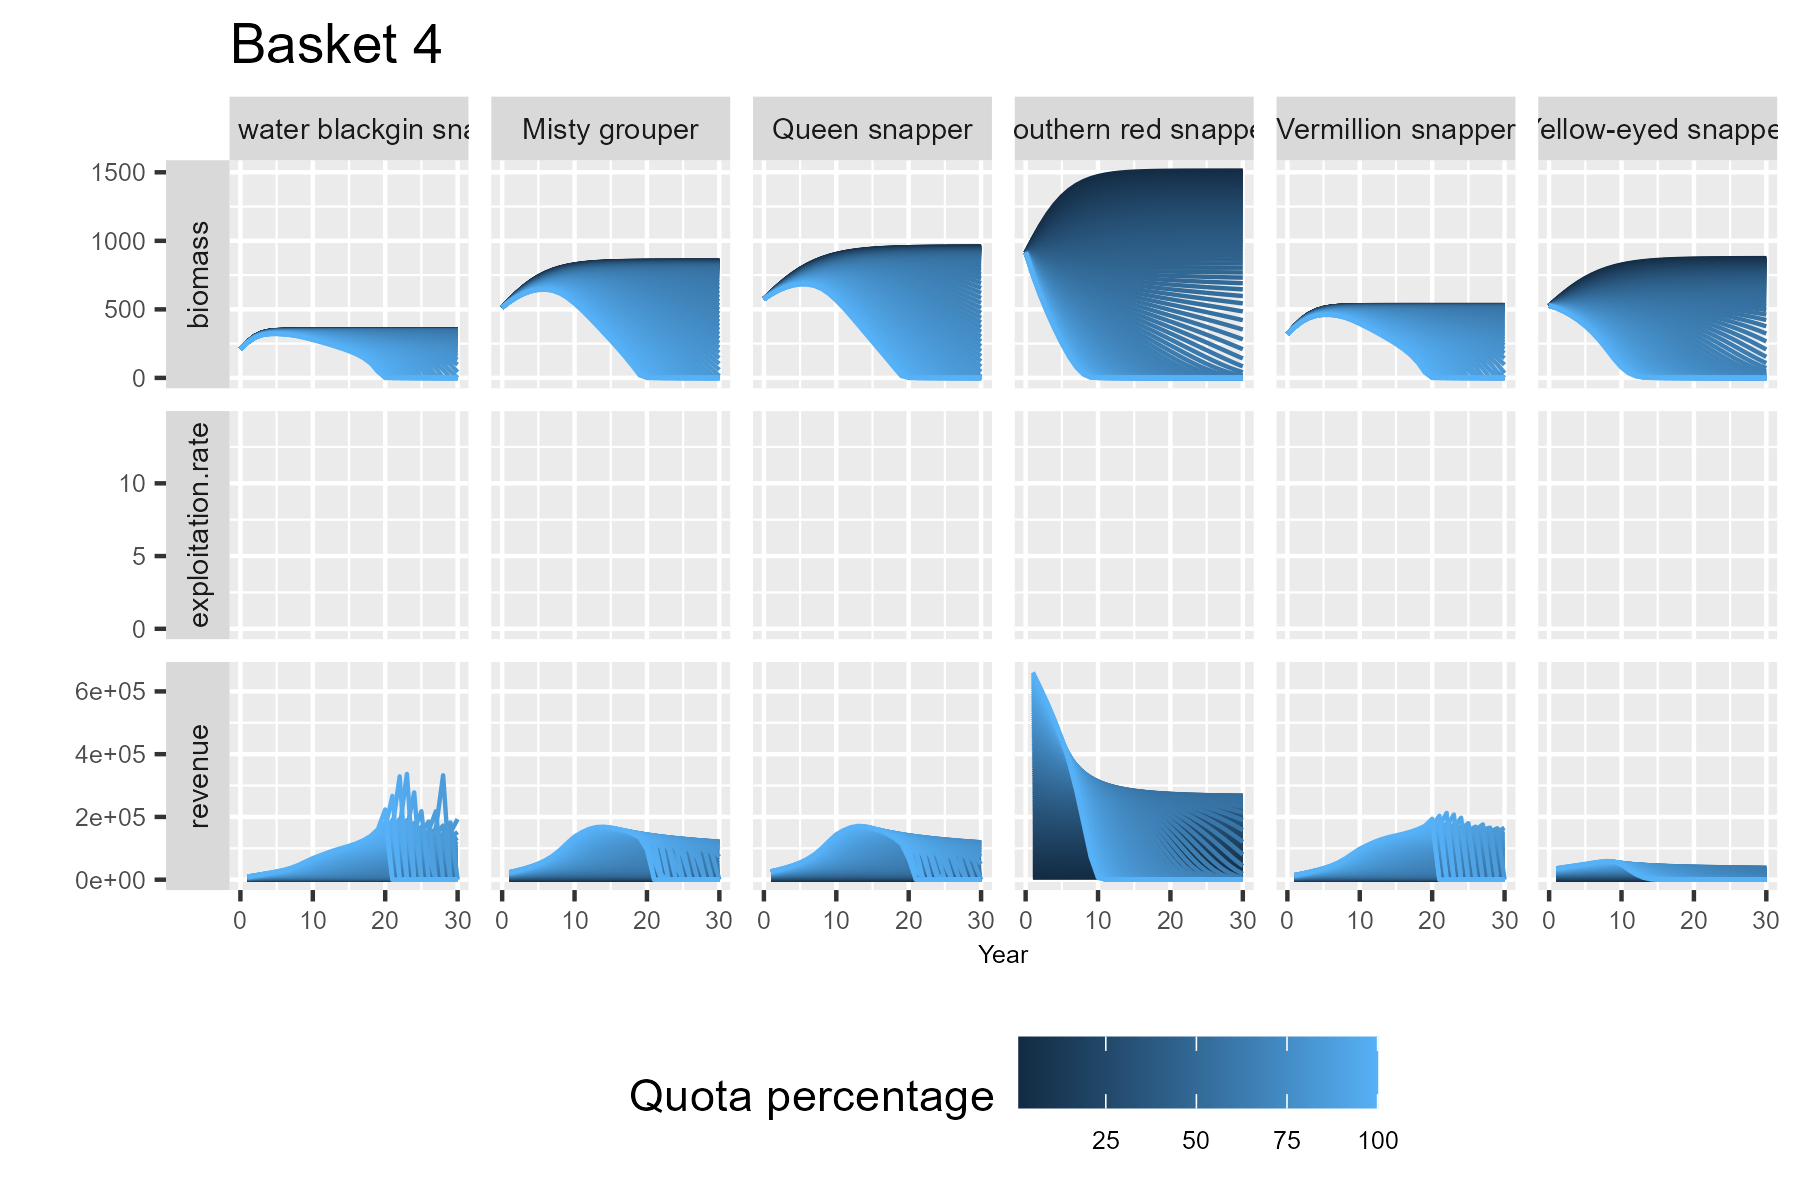 Basket 4
water blackgin sna
Misty grouper
Queen snapper
outhern red snappe
Vermillion snapper
Yellow-eyed snappe
biomass
1500
1000
500
0
exploitation.rate
10
5
0
revenue
6e+05
4e+05
2e+05
0e+00
0 10 20 30
0 10 20 30
0 10 20 30
0 10 20 30
0 10 20 30
0 10 20 30
Year
Quota percentage
25 50 75 100